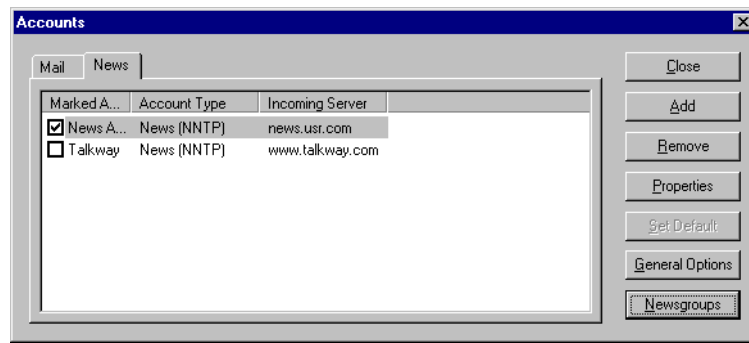 Accounts
Mail News
Close
Marked A... Account Type Incoming Server
Add
News A... News (NNTP) news.usr.com
Talkway News (NNTP) www.talkway.com
Remove
Properties
Set Default
General Options
Newsgroups